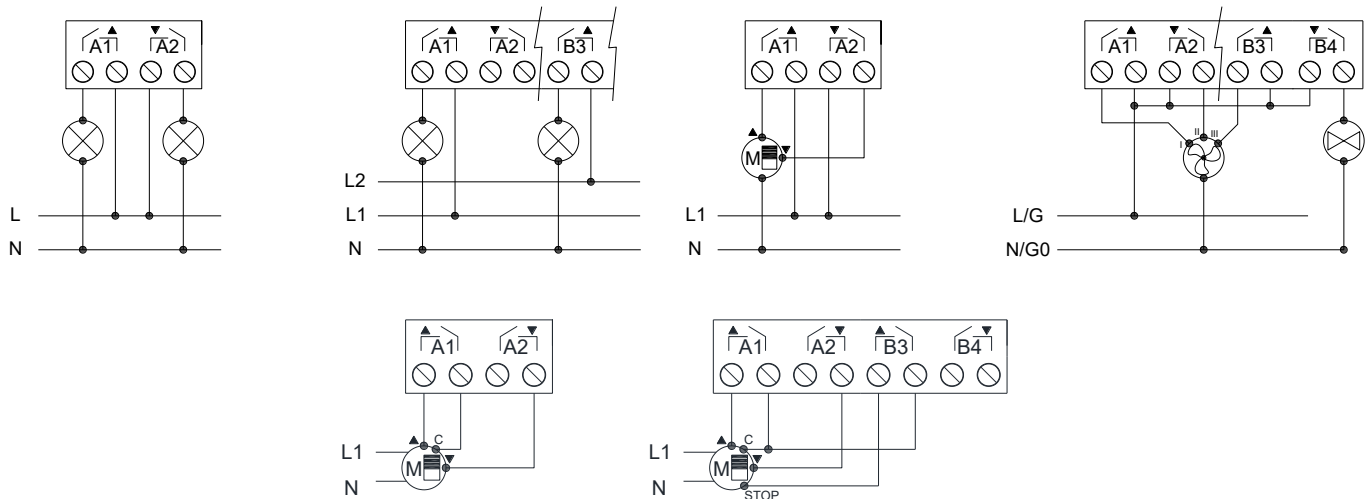 A1 A2
L
N
A1 A2 B3
L2
L1
N
A1 A2
M
L1
N
A1 A2 B3 B4
I II III
L/G
N/G0
A1 A2
C
L1
M
N
A1 A2 B3 B4
C
L1
M
N
STOP